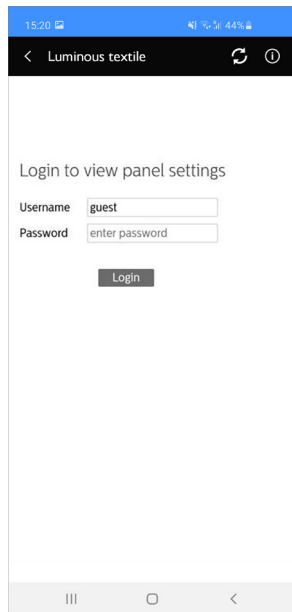 15:20 44%
Luminous textile
Login to view panel settings
Username guest
Password enter password
Login